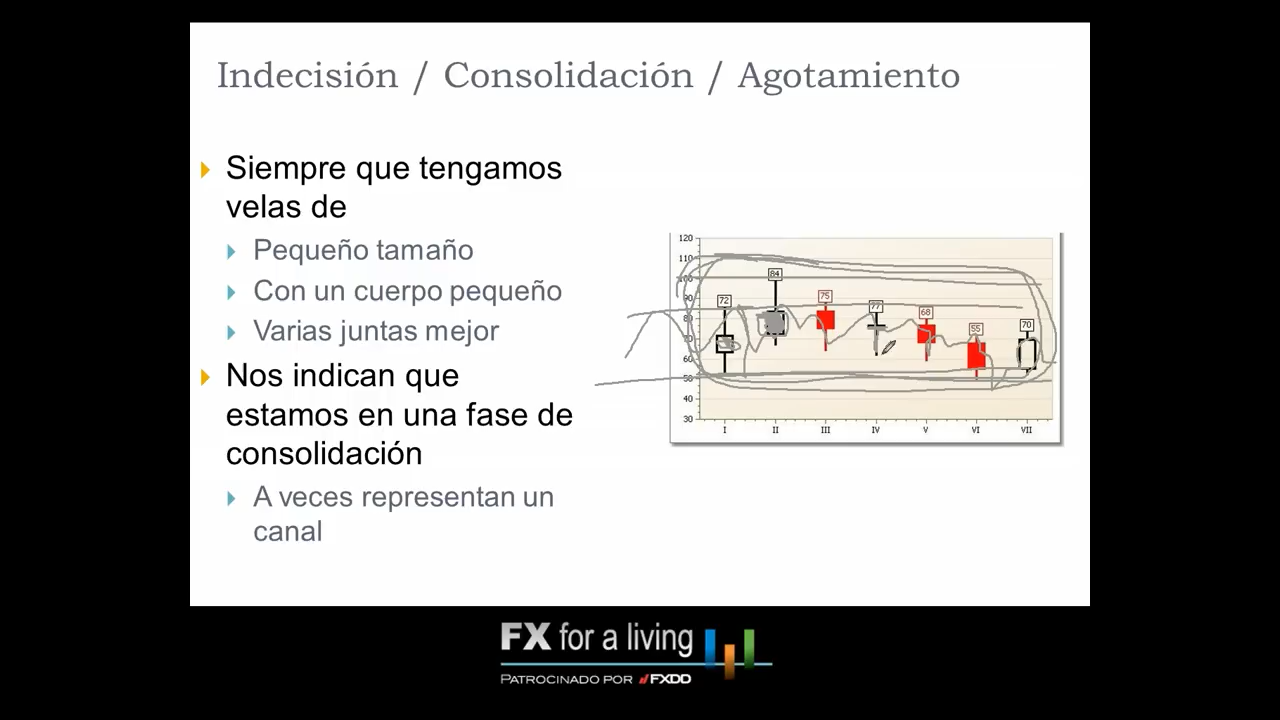 Indecisión / Consolidación / Agotamiento
Siempre que tengamos
velas de
Pequeño tamaño
Con un cuerpo pequeño
Varias juntas mejor
Nos indican que
estamos en una fase de
consolidación
A veces representan un
canal
120
110
100
90
80
70
60
50
40
30
72
84
75
77
68
55
70
I
II
III
IV
V
VI
VII
FX for a living
PATROCINADO POR FXDD